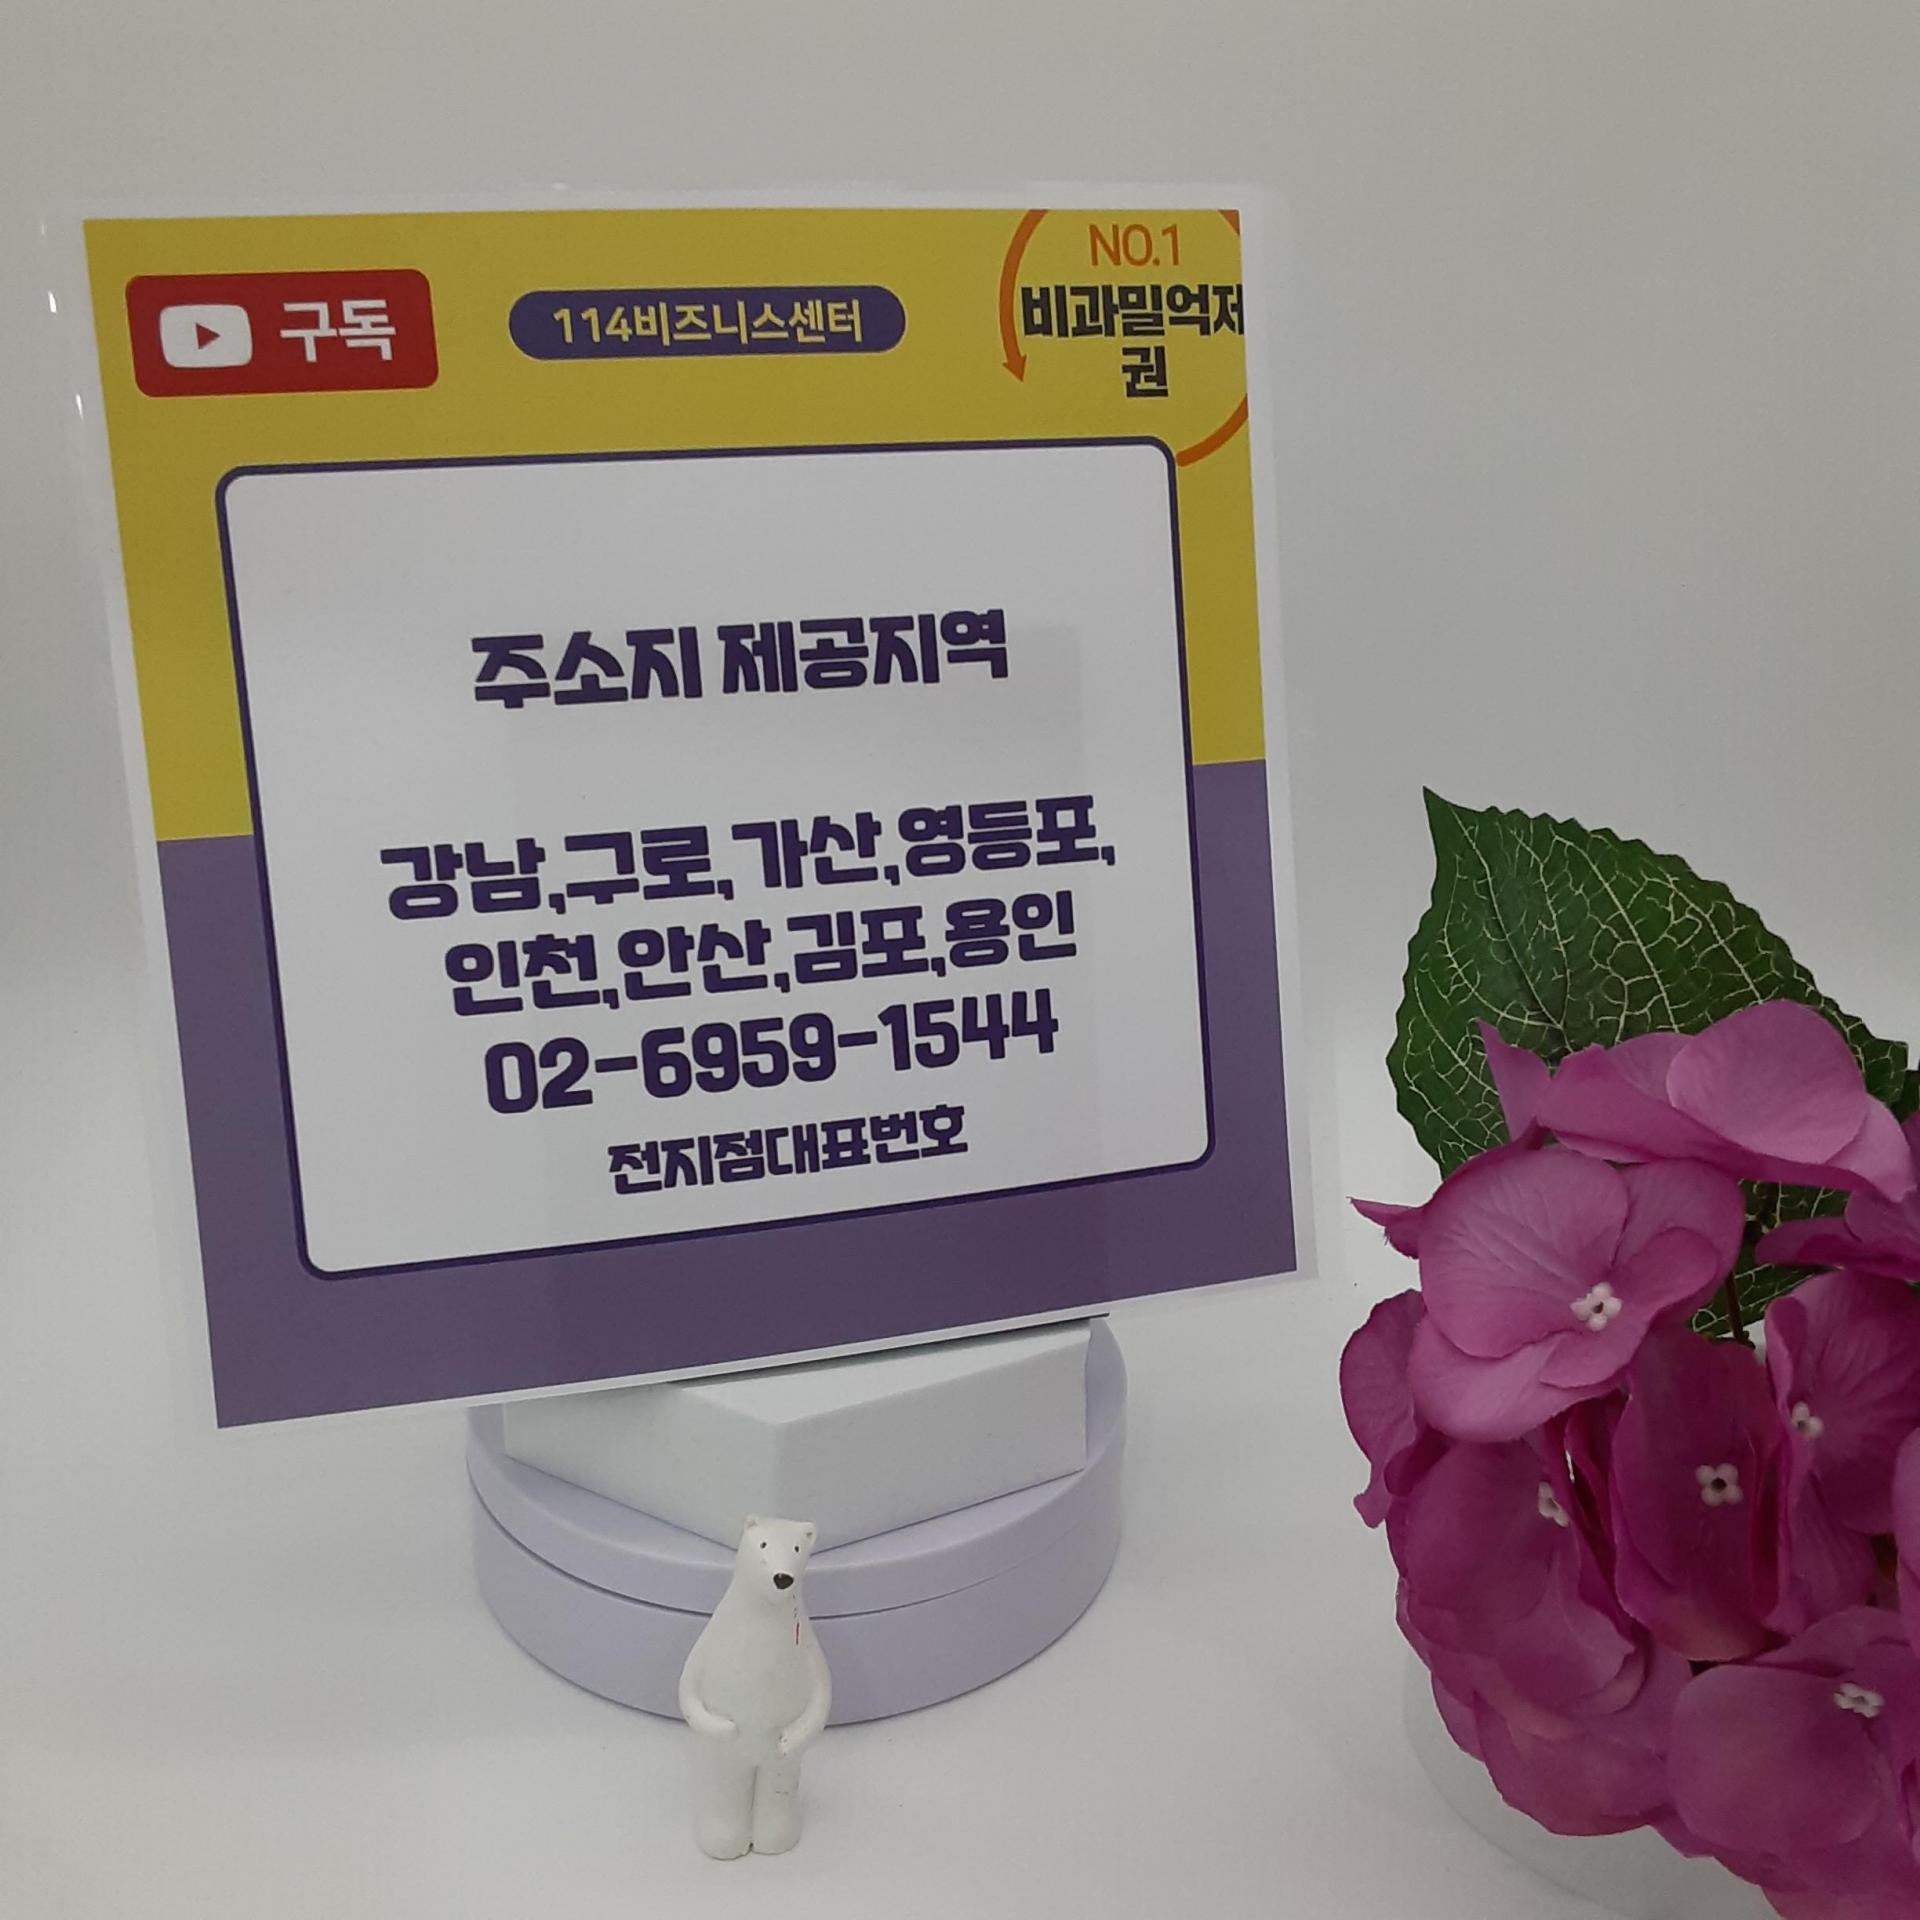 구독
114비즈니스센터
NO.1
비과밀억제
권
주소지 제공지역
강남,구로,가산,영등포,
인천,안산,김포,용인
02-6959-1544
전지점대표번호